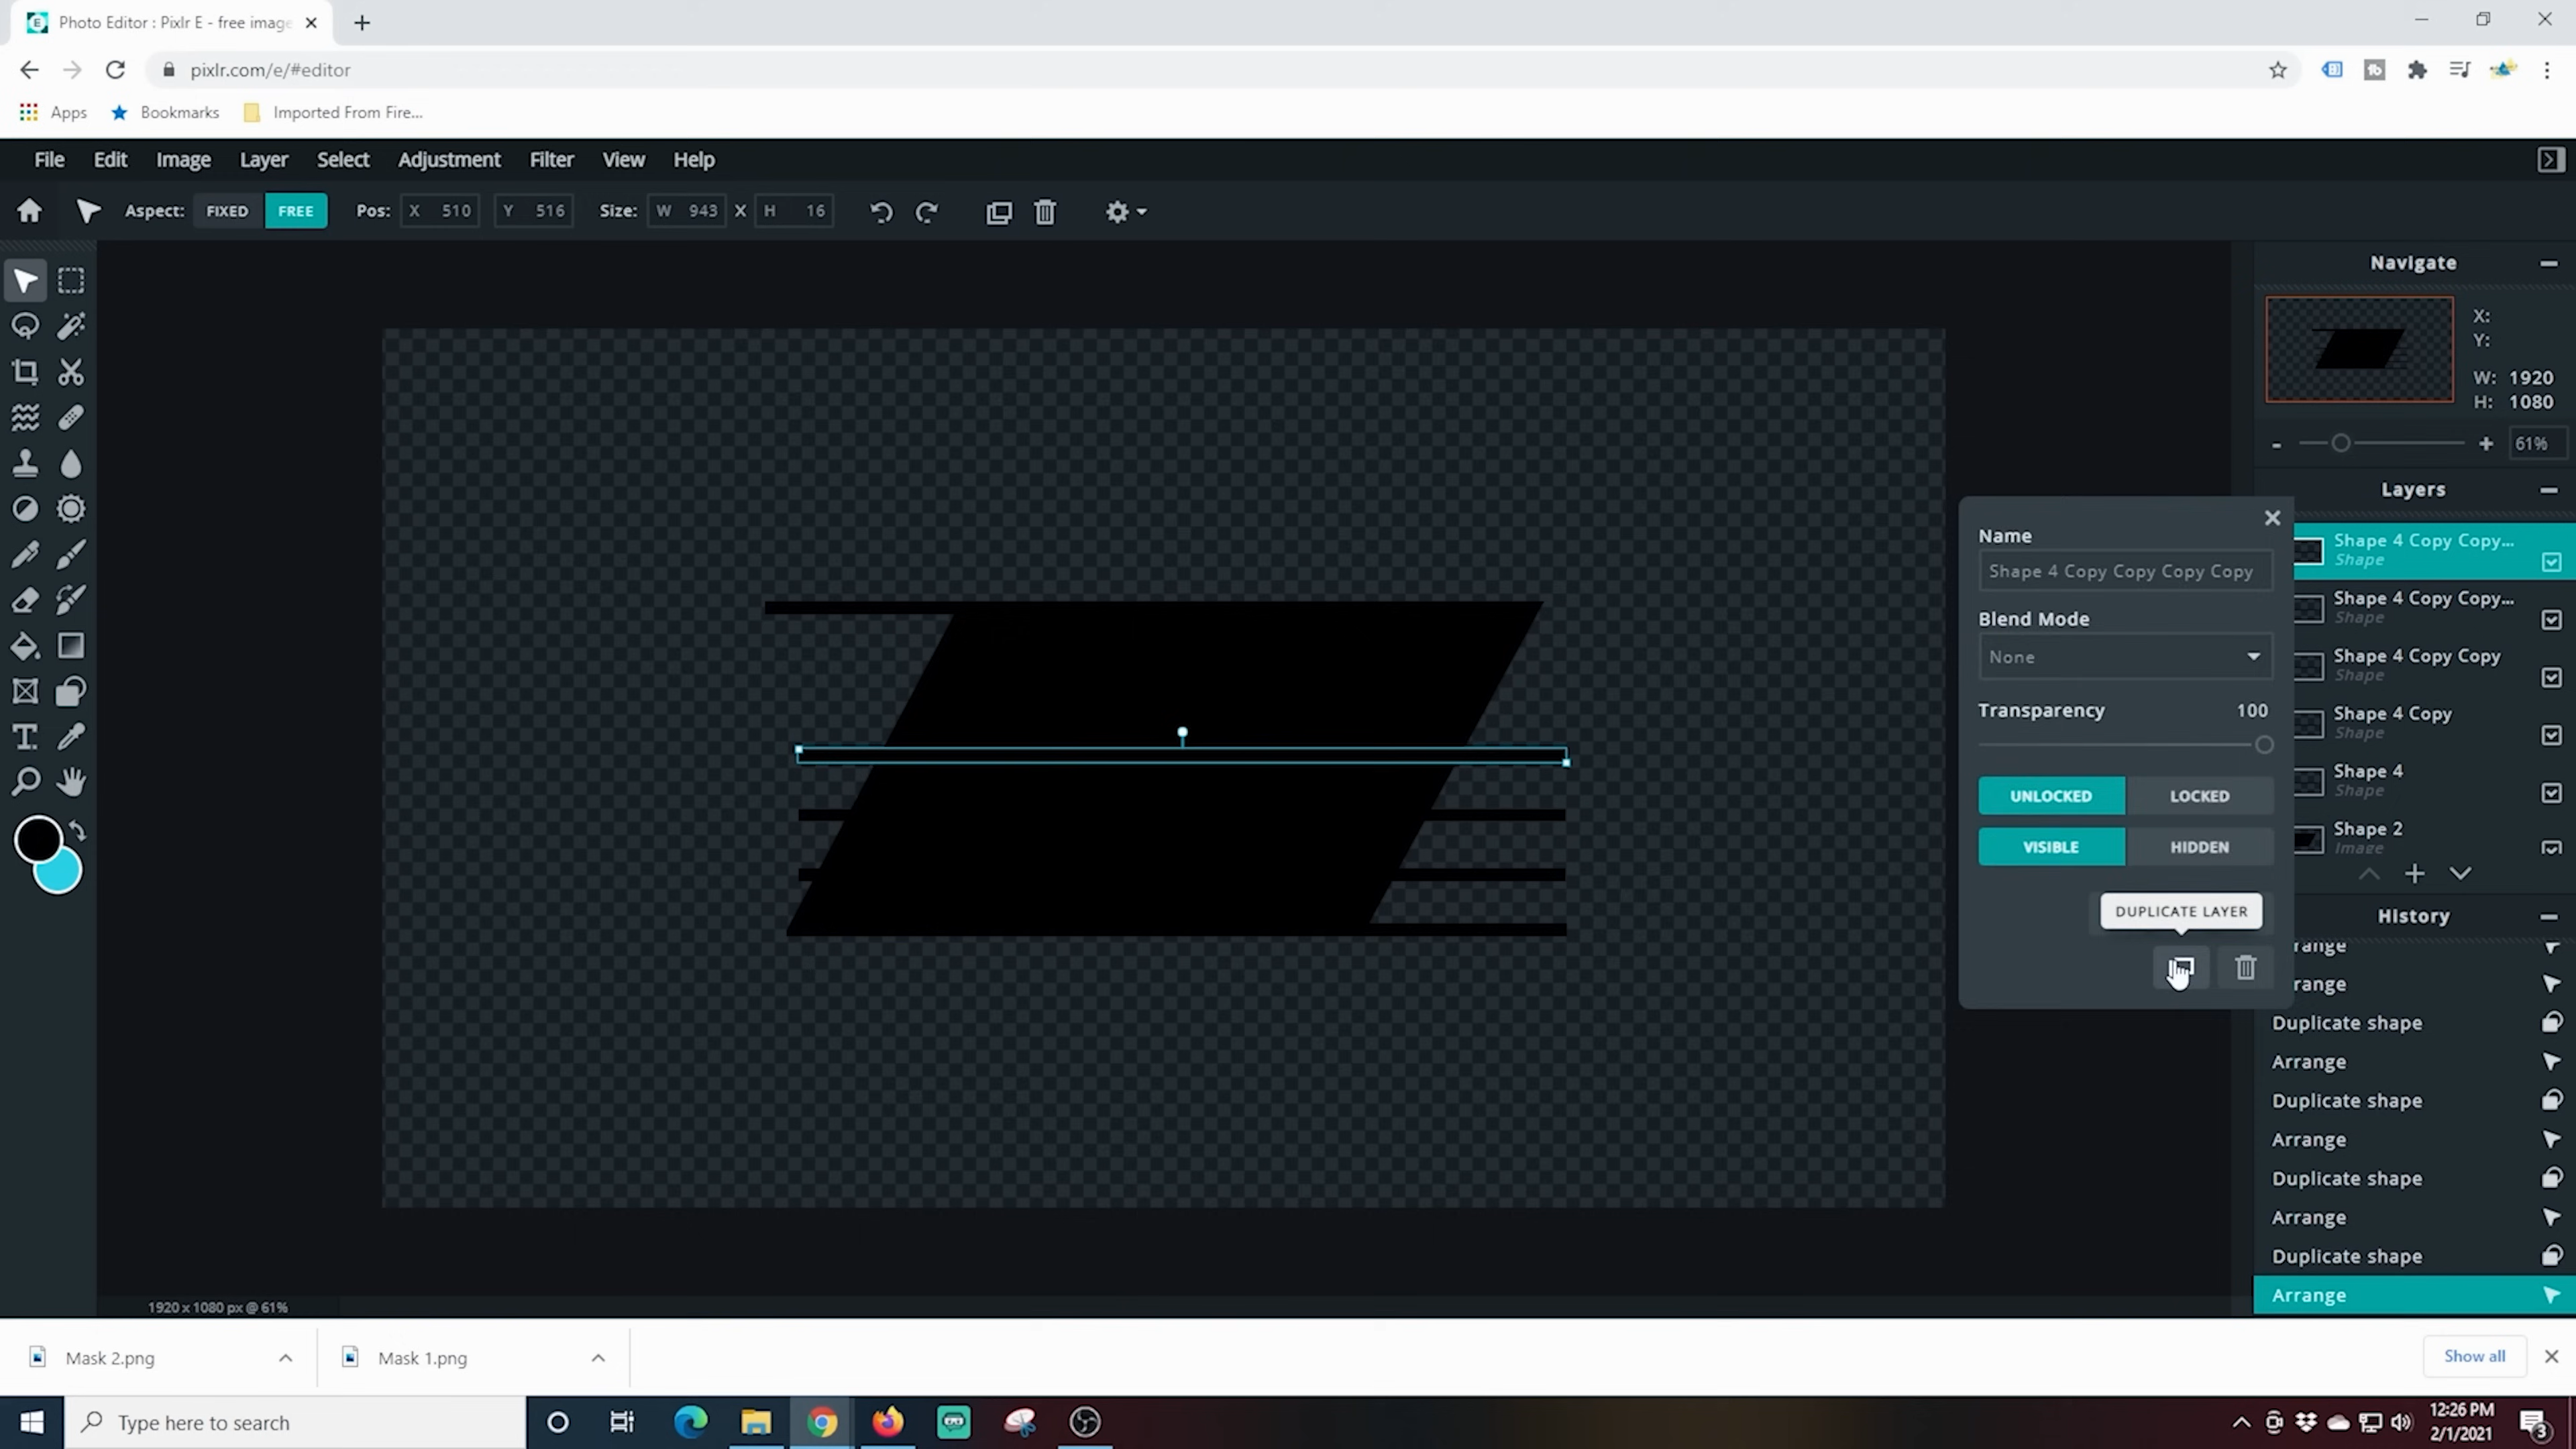 Photo Editor : Pixlr E - free image
pixlr.com/e/#editor
Apps Bookmarks Imported From Fire...
File Edit Image Layer Select Adjustment Filter View Help
Aspect: FIXED FREE Pos: X 510 Y 516 Size: W 943 X H 16
Navigate
X:
Y:
W: 1920
H: 1080
- + 61%
Layers
Name
Shape 4 Copy Copy Copy Copy
Blend Mode
None
Transparency 100
UNLOCKED LOCKED
VISIBLE HIDDEN
DUPLICATE LAYER
Shape 4 Copy Copy...
Shape
Shape 4 Copy Copy...
Shape
Shape 4 Copy Copy
Shape
Shape 4 Copy
Shape
Shape 4
Shape
Shape 2
Image
History
Duplicate shape
Arrange
Duplicate shape
Arrange
Duplicate shape
Arrange
Duplicate shape
Arrange
1920 x 1080 px @ 61%
Mask 2.png Mask 1.png Show all
Type here to search
12:26 PM
2/1/2021
3